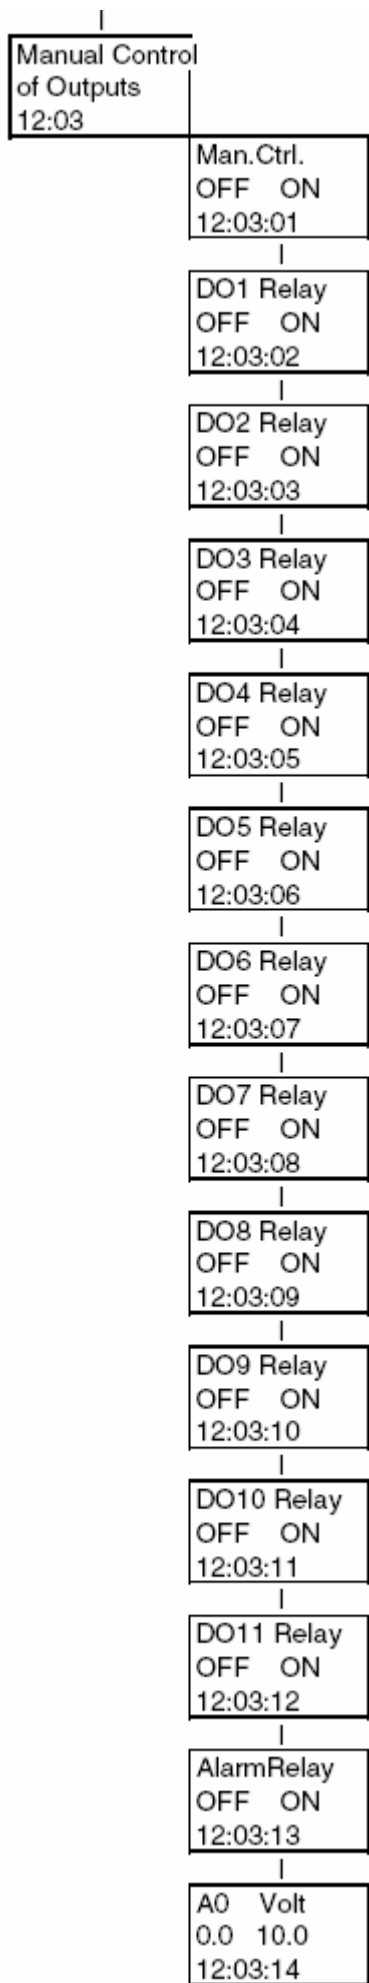 Manual Control
of Outputs
12:03
Man.Ctrl.
OFF ON
12:03:01
DO1 Relay
OFF ON
12:03:02
DO2 Relay
OFF ON
12:03:03
DO3 Relay
OFF ON
12:03:04
DO4 Relay
OFF ON
12:03:05
DO5 Relay
OFF ON
12:03:06
DO6 Relay
OFF ON
12:03:07
DO7 Relay
OFF ON
12:03:08
DO8 Relay
OFF ON
12:03:09
DO9 Relay
OFF ON
12:03:10
DO10 Relay
OFF ON
12:03:11
DO11 Relay
OFF ON
12:03:12
AlarmRelay
OFF ON
12:03:13
A0 Volt
0.0 10.0
12:03:14